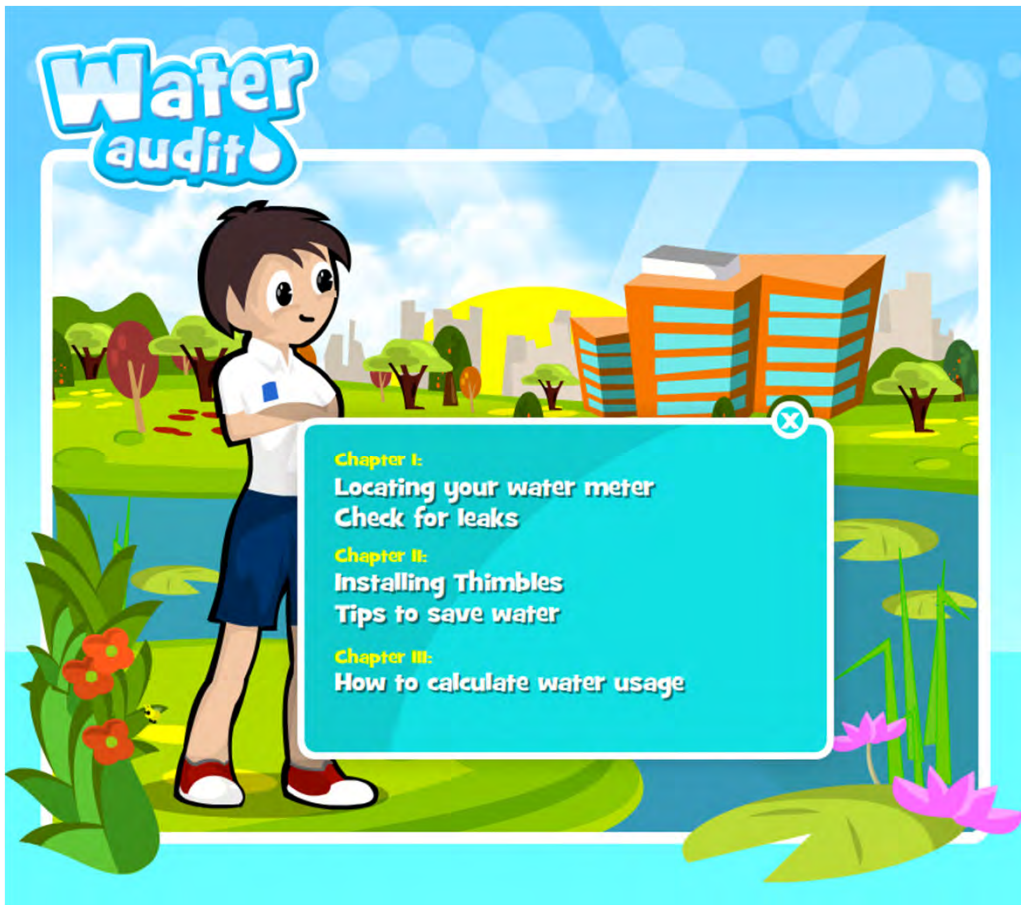 Water
audit
X
Chapter I:
Locating your water meter
Check for leaks
Chapter II:
Installing Thimbles
Tips to save water
Chapter III:
How to calculate water usage